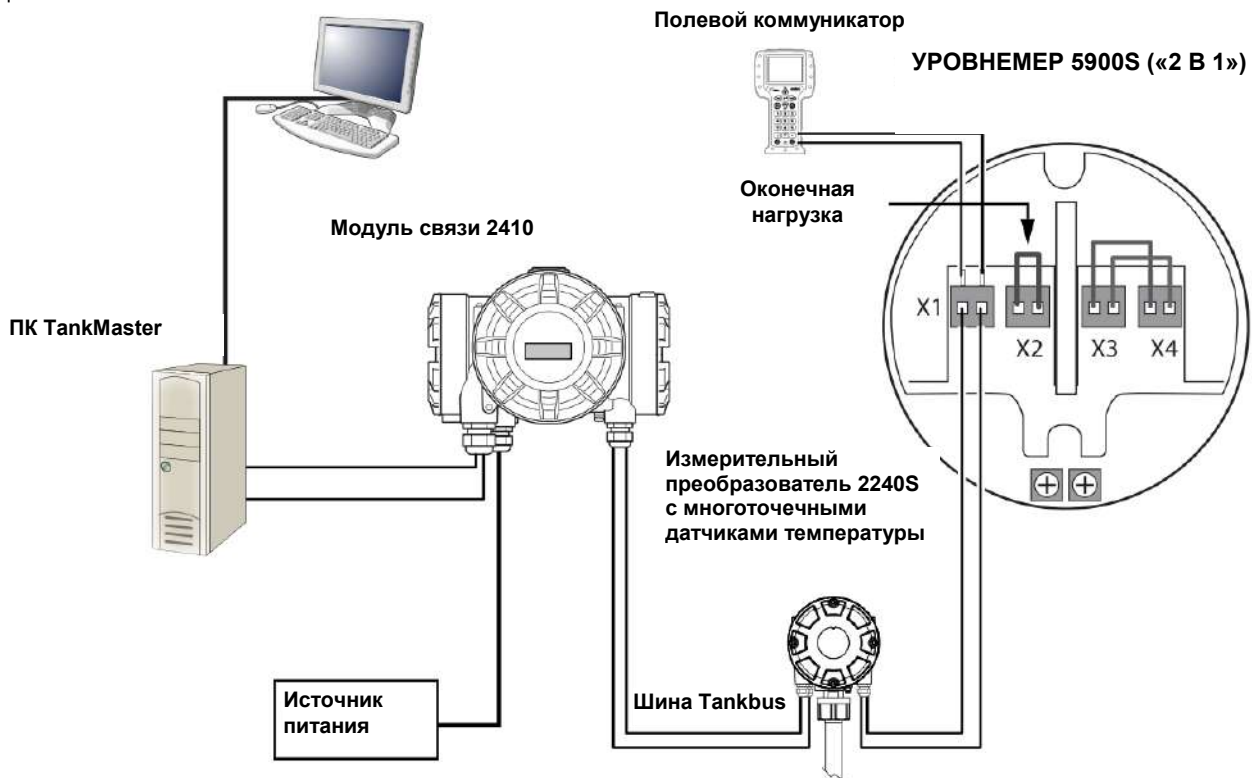 Полевой коммуникатор
УРОВНЕМЕР 5900S («2 В 1»)
Оконечная
нагрузка
Модуль связи 2410
X1
X2
X3
X4
ПК TankMaster
Измерительный
преобразователь 2240S
с многоточечными
датчиками температуры
Источник
питания
Шина Tankbus